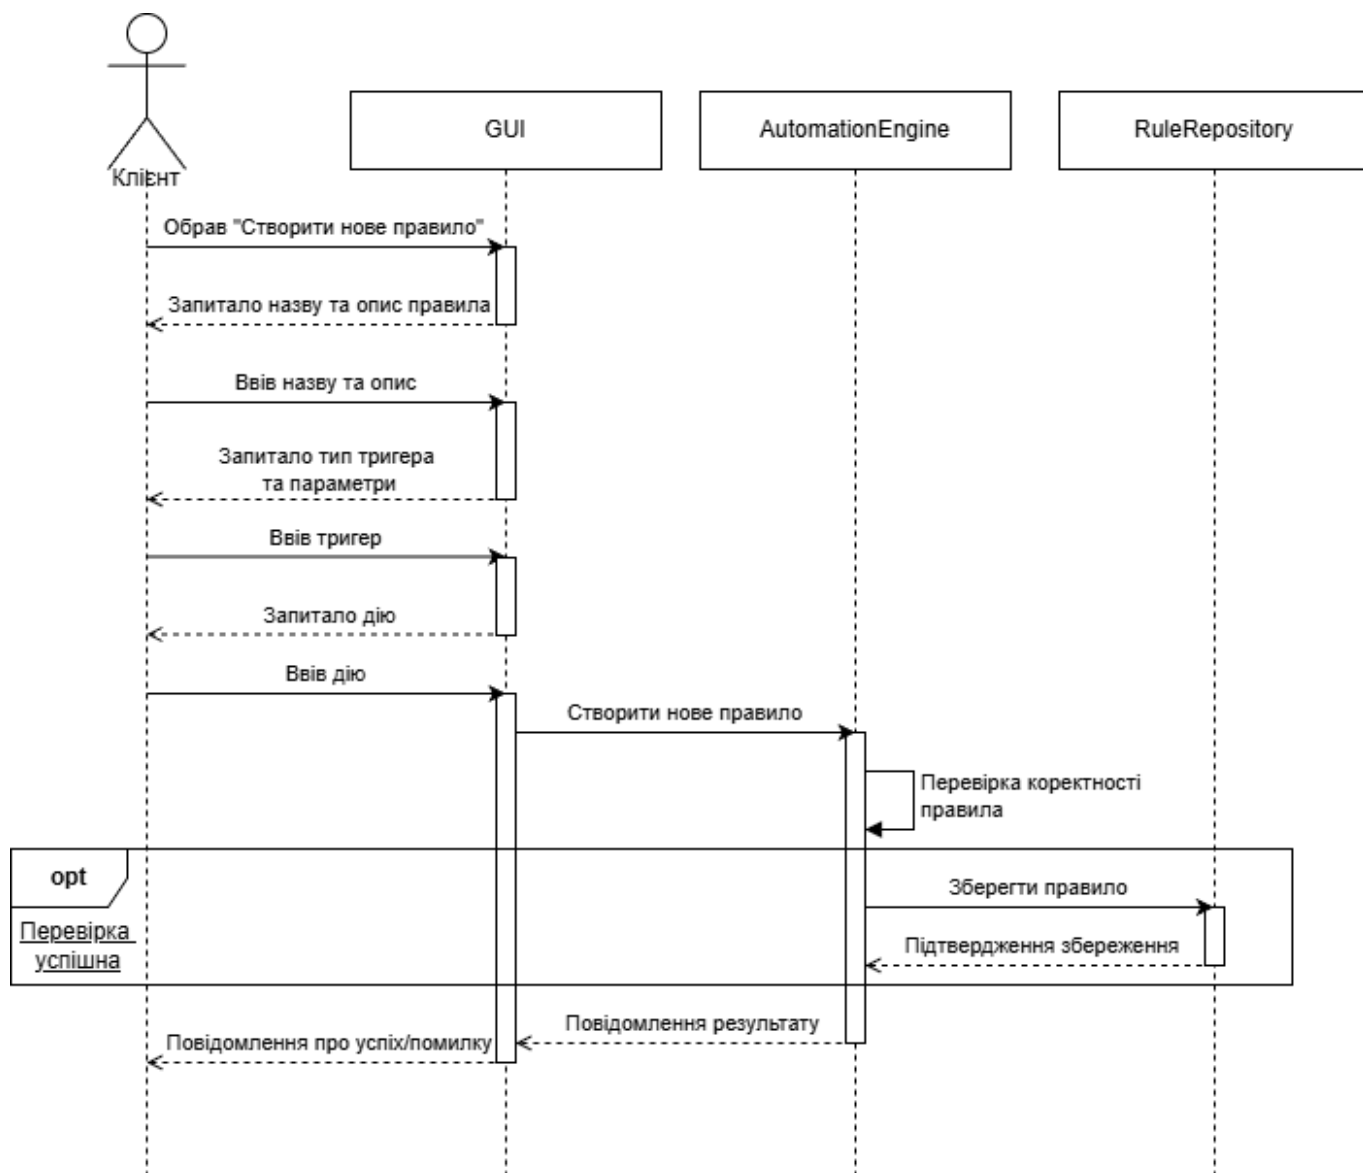 GUI
AutomationEngine
RuleRepository
Клієнт
Обрав "Створити нове правило"
Запитало назву та опис правила
Ввів назву та опис
Запитало тип тригера
та параметри
Ввів тригер
Запитало дію
Ввів дію
Створити нове правило
Перевірка коректності
правила
opt
Перевірка
успішна
Зберегти правило
Підтвердження збереження
Повідомлення результату
Повідомлення про успіх/помилку